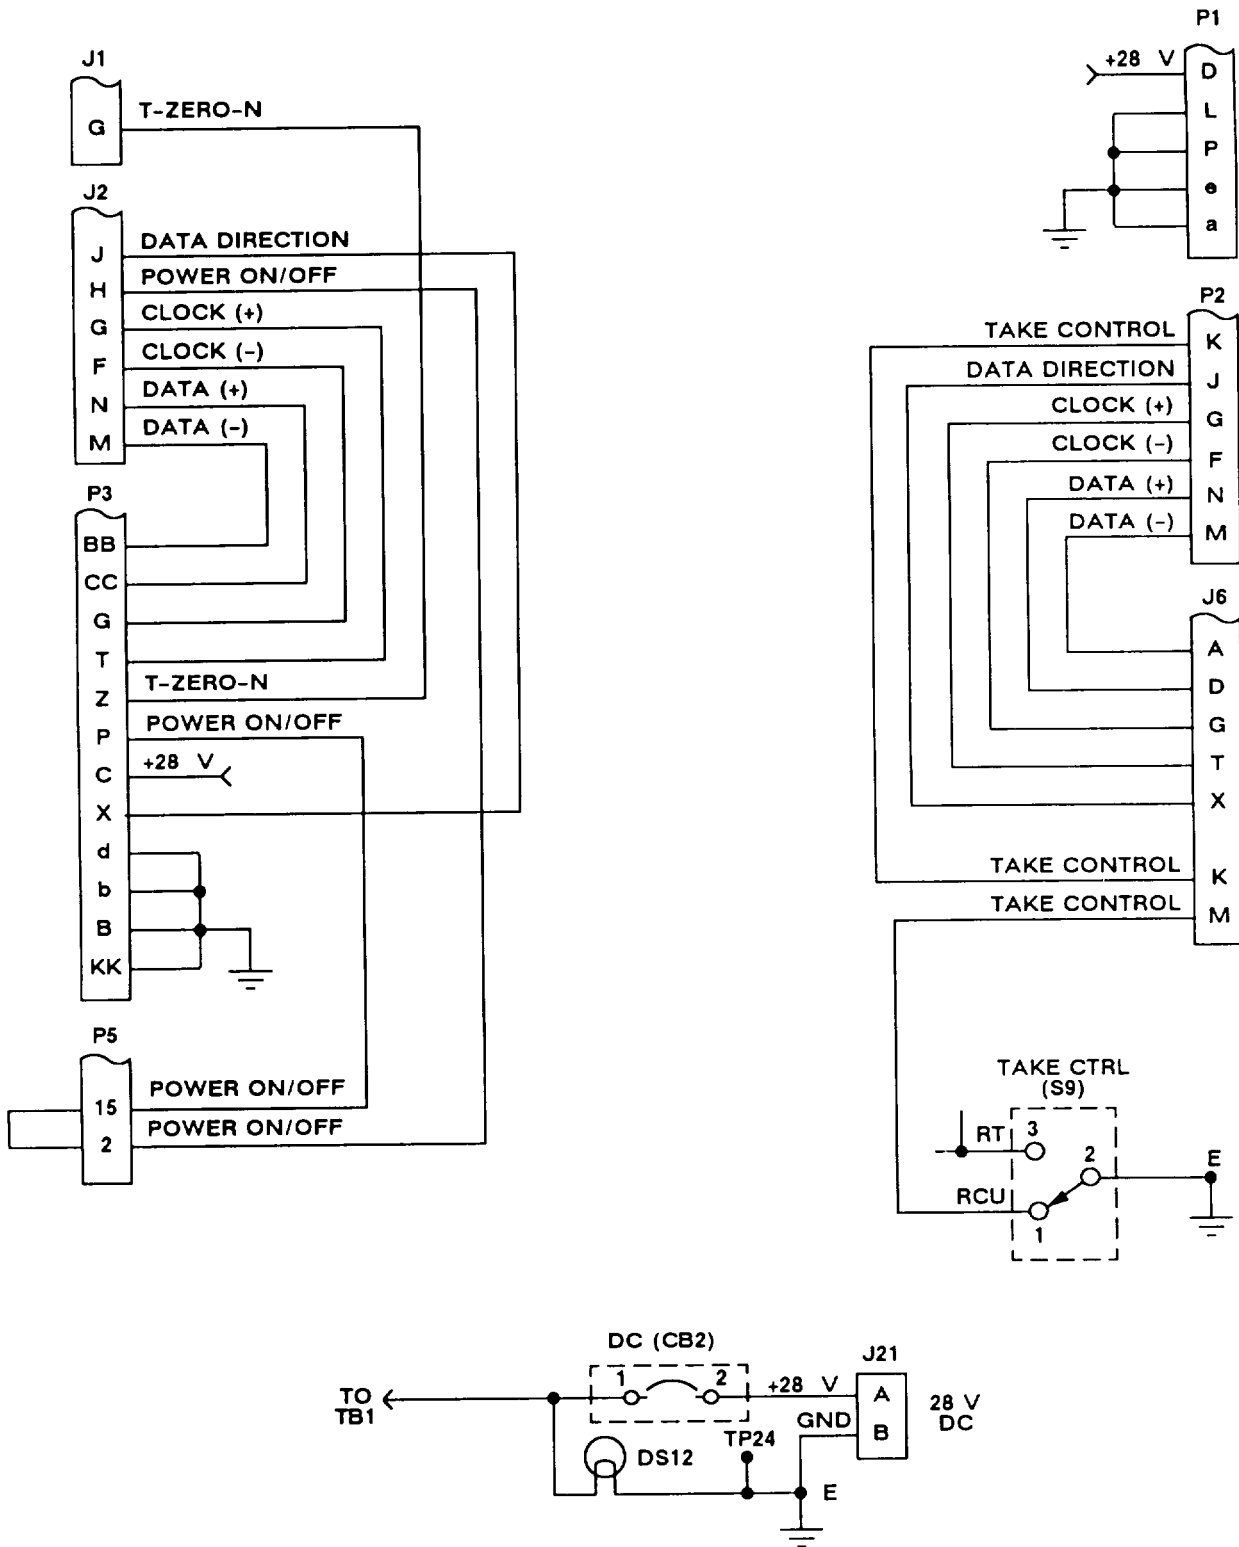 J1
G T-ZERO-N
J2
J DATA DIRECTION
H POWER ON/OFF
G CLOCK (+)
F CLOCK (-)
N DATA (+)
M DATA (-)
P3
BB
CC
G
T
Z T-ZERO-N
P POWER ON/OFF
C +28 V
X
d
b
B
KK
P5
15 POWER ON/OFF
2 POWER ON/OFF
P1
+28 V D
L
P
e
a
P2
TAKE CONTROL K
DATA DIRECTION J
CLOCK (+) G
CLOCK (-) F
DATA (+) N
DATA (-) M
J6
A
D
G
T
X
TAKE CONTROL K
TAKE CONTROL M
TAKE CTRL
(S9)
RT 3
2 E
RCU
1
DC (CB2)
J21
TO
TB1
1 2 +28 V A
28 V
DC
GND B
TP24
DS12
E